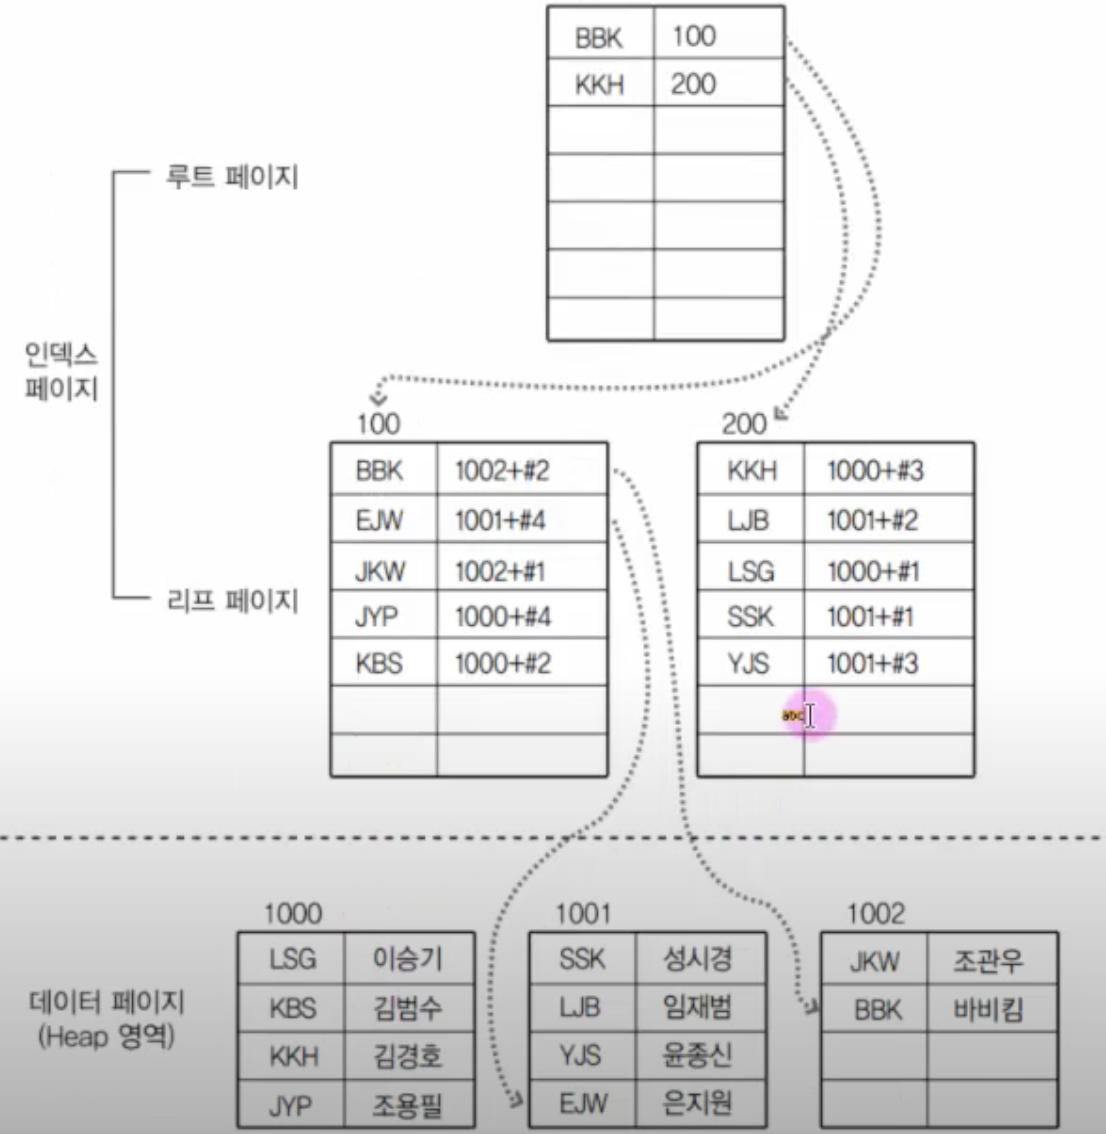 BBK 100
KKH 200
루트 페이지
인덱스
페이지
리프 페이지
100
BBK 1002+#2
EJW 1001+#4
JKW 1002+#1
JYP 1000+#4
KBS 1000+#2
200
KKH 1000+#3
LJB 1001+#2
LSG 1000+#1
SSK 1001+#1
YJS 1001+#3
데이터 페이지
(Heap 영역)
1000
LSG 이승기
KBS 김범수
KKH 김경호
JYP 조용필
1001
SSK 성시경
LJB 임재범
YJS 윤종신
EJW 은지원
1002
JKW 조관우
BBK 바비킴